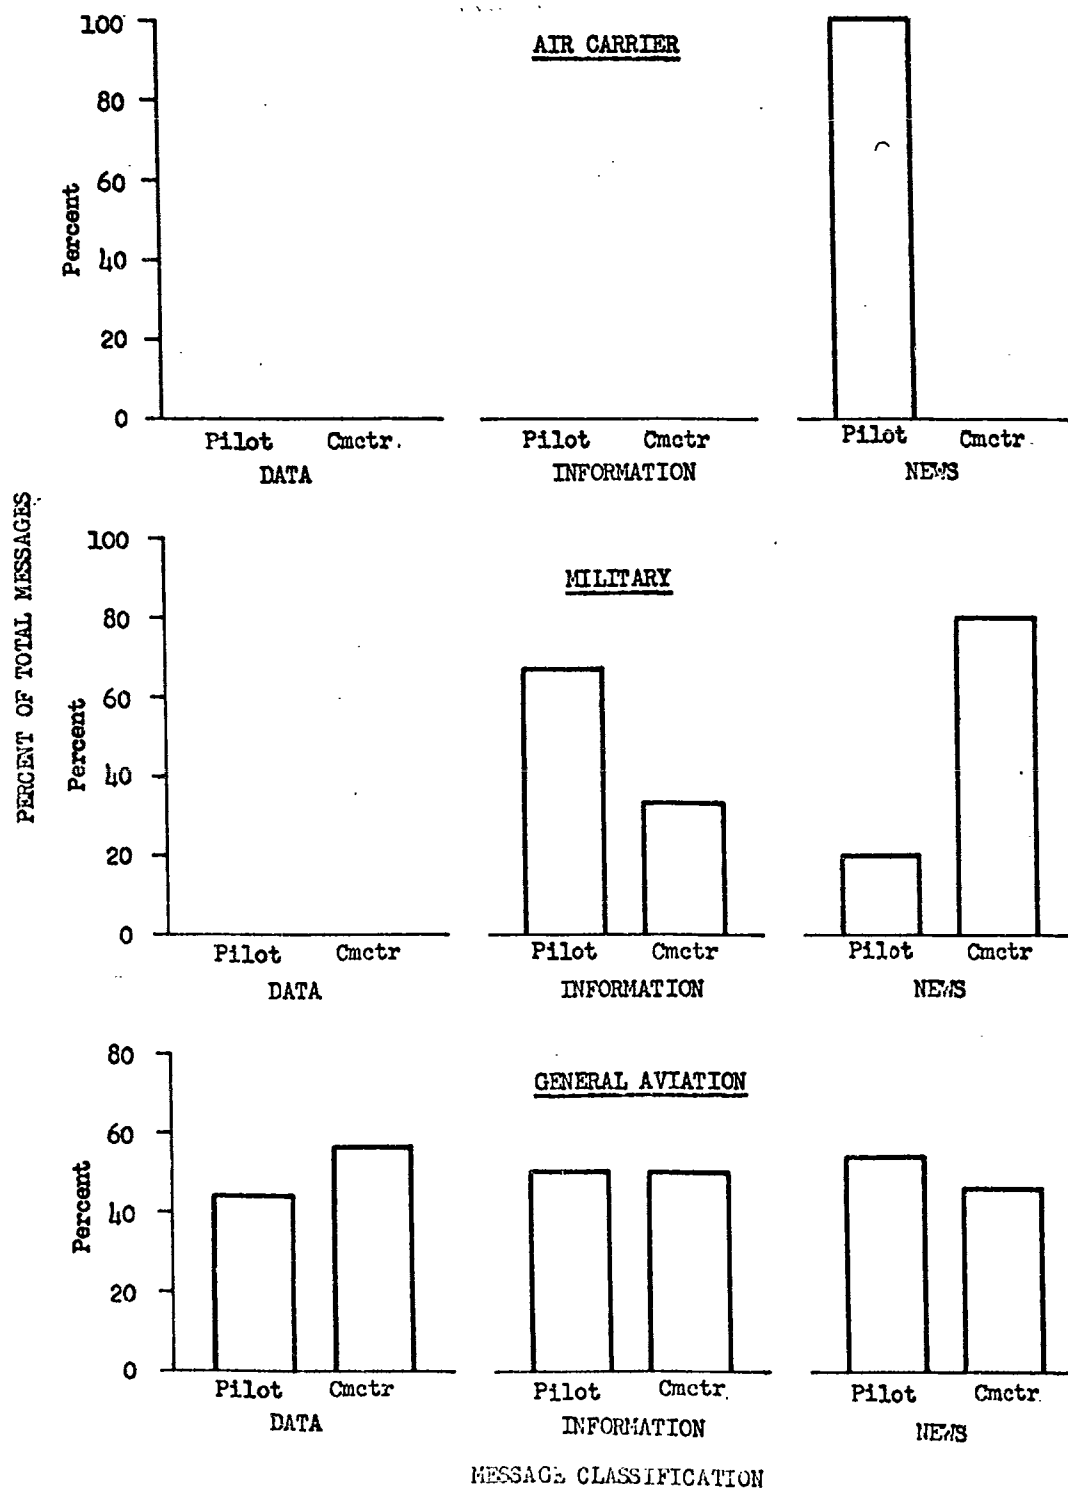 AIR CARRIER
100
80
60
40
20
0
Percent
Pilot Cmctr. Pilot Cmctr Pilot Cmctr.
DATA INFORMATION NEWS
PERCENT OF TOTAL MESSAGES
MILITARY
100
80
60
40
20
0
Percent
Pilot Cmctr Pilot Cmctr Pilot Cmctr
DATA INFORMATION NEWS
GENERAL AVIATION
80
60
40
20
0
Percent
Pilot Cmctr Pilot Cmctr. Pilot Cmctr.
DATA INFORMATION NEWS
MESSAGE CLASSIFICATION